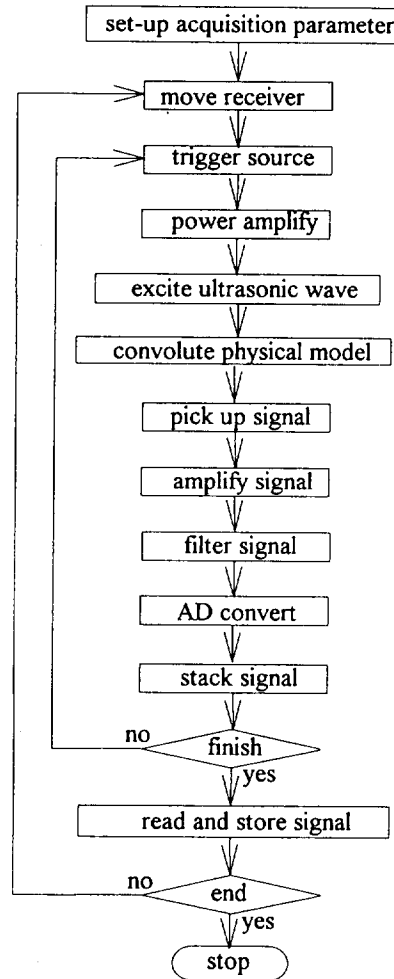 set-up acquisition parameter
move receiver
trigger source
power amplify
excite ultrasonic wave
convolute physical model
pick up signal
amplify signal
filter signal
AD convert
stack signal
no
finish
yes
read and store signal
no
end
yes
stop